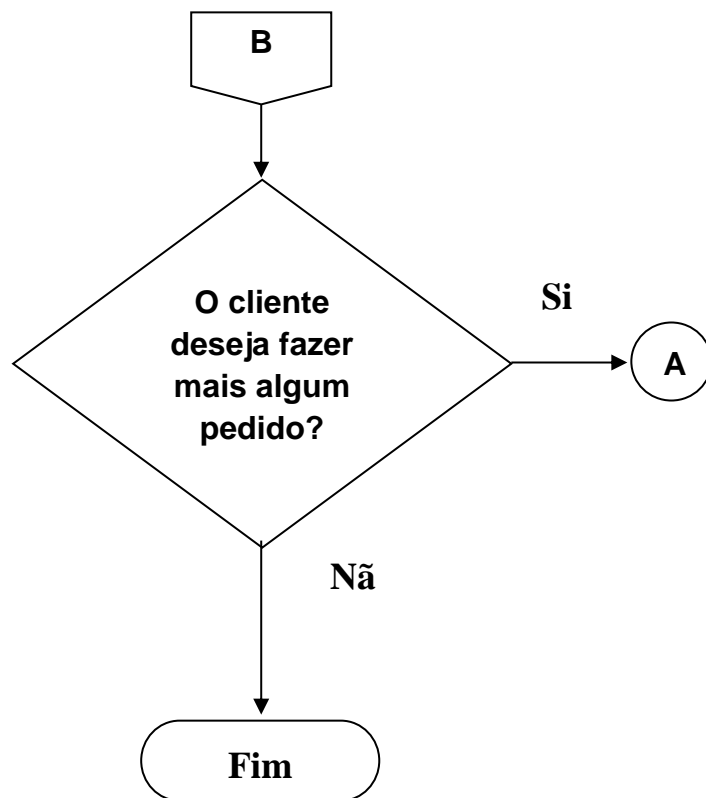 B
O cliente
deseja fazer
mais algum
pedido?
Si
A
Nã
Fim